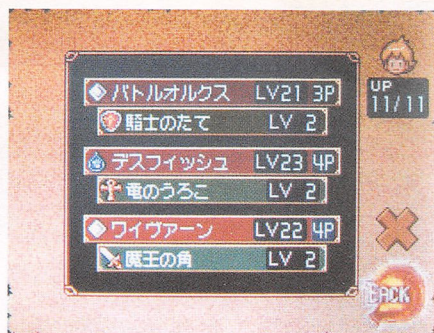 バトルオルクス LV21 3P
騎士のたて LV 2
デスフィッシュ LV23 4P
竜のうろこ LV 2
ワイヴァーン LV22 4P
魔王の角 LV 2
UP
11/11
BACK